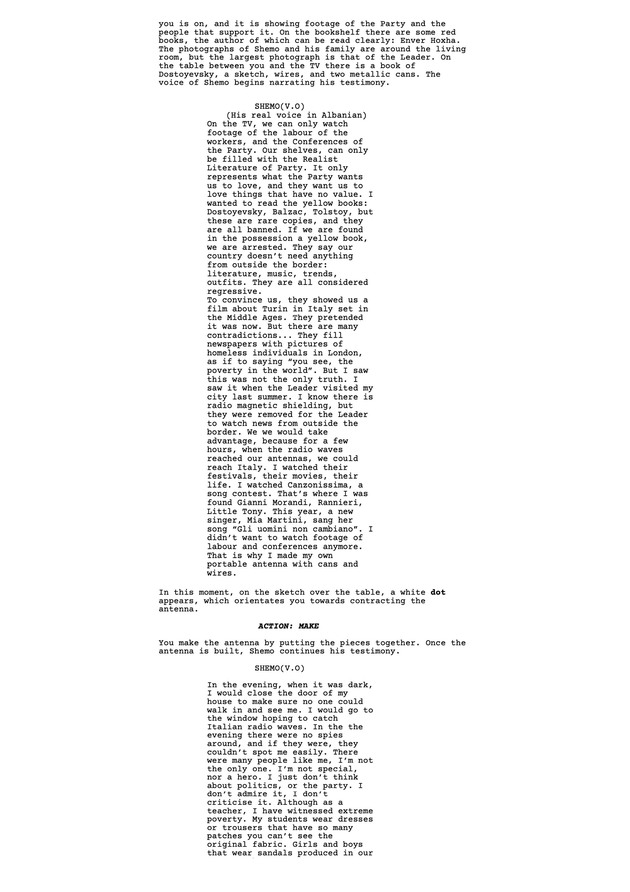 you is on, and it is showing footage of the Party and the
people that support it. On the bookshelf there are some red
books, the author of which can be read clearly: Enver Hoxha.
The photographs of Shemo and his family are around the living
room, but the largest photograph is that of the Leader. On
the table between you and the TV there is a book of
Dostoyevsky, a sketch, wires, and two metallic cans. The
voice of Shemo begins narrating his testimony.
SHEMO(V.O)
(His real voice in Albanian)
On the TV, we can only watch
footage of the labour of the
workers, and the Conferences of
the Party. Our shelves, can only
be filled with the Realist
Literature of Party. It only
represents what the Party wants
us to love, and they want us to
love things that have no value. I
wanted to read the yellow books:
Dostoyevsky, Balzac, Tolstoy, but
these are rare copies, and they
are all banned. If we are found
in the possession a yellow book,
we are arrested. They say our
country doesn't need anything
from outside the border:
literature, music, trends,
outfits. They are all considered
regressive.
To convince us, they showed us a
film about Turin in Italy set in
the Middle Ages. They pretended
it was now. But there are many
contradictions... They fill
newspapers with pictures of
homeless individuals in London,
as if to saying "you see, the
poverty in the world". But I saw
this was not the only truth. I
saw it when the Leader visited my
city last summer. I know there is
radio magnetic shielding, but
they were removed for the Leader
to watch news from outside the
border. We we would take
advantage, because for a few
hours, when the radio waves
reached our antennas, we could
reach Italy. I watched their
festivals, their movies, their
life. I watched Canzonissima, a
song contest. That's where I was
found Gianni Morandi, Rannieri,
Little Tony. This year, a new
singer, Mia Martini, sang her
song "Gli uomini non cambiano". I
didn't want to watch footage of
labour and conferences anymore.
That is why I made my own
portable antenna with cans and
wires.
In this moment, on the sketch over the table, a white dot
appears, which orientates you towards contracting the
antenna.
ACTION: MAKE
You make the antenna by putting the pieces together. Once the
antenna is built, Shemo continues his testimony.
SHEMO(V.O)
In the evening, when it was dark,
I would close the door of my
house to make sure no one could
walk in and see me. I would go to
the window hoping to catch
Italian radio waves. In the the
evening there were no spies
around, and if they were, they
couldn't spot me easily. There
were many people like me, I'm not
the only one. I'm not special,
nor a hero. I just don't think
about politics, or the party. I
don't admire it, I don't
criticise it. Although as a
teacher, I have witnessed extreme
poverty. My students wear dresses
or trousers that have so many
patches you can't see the
original fabric. Girls and boys
that wear sandals produced in our